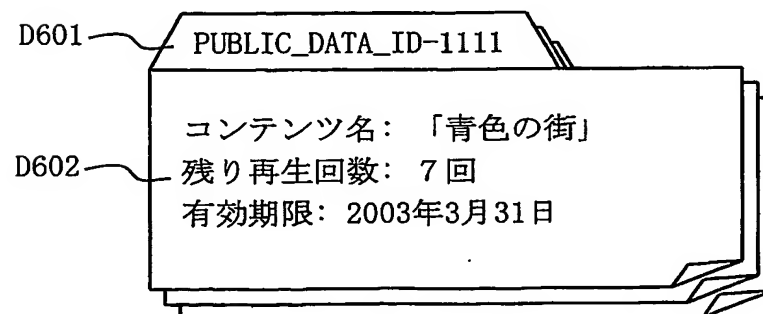 D601
PUBLIC_DATA_ID-1111
コンテンツ名: 「青色の街」
D602
残り再生回数: 7回
有効期限: 2003年3月31日